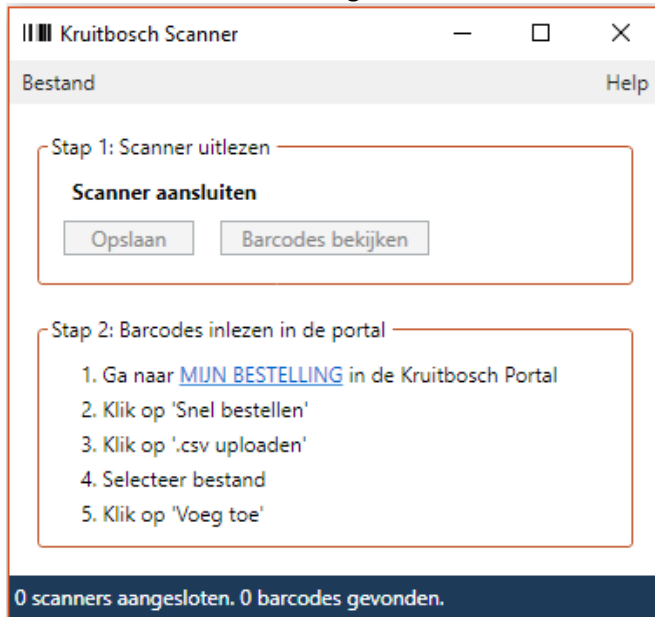 Kruitbosch Scanner
Bestand Help
Stap 1: Scanner uitlezen
Scanner aansluiten
Opslaan Barcodes bekijken
Stap 2: Barcodes inlezen in de portal
1. Ga naar MIJN BESTELLING in de Kruitbosch Portal
2. Klik op 'Snel bestellen'
3. Klik op '.csv uploaden'
4. Selecteer bestand
5. Klik op 'Voeg toe'
0 scanners aangesloten. 0 barcodes gevonden.